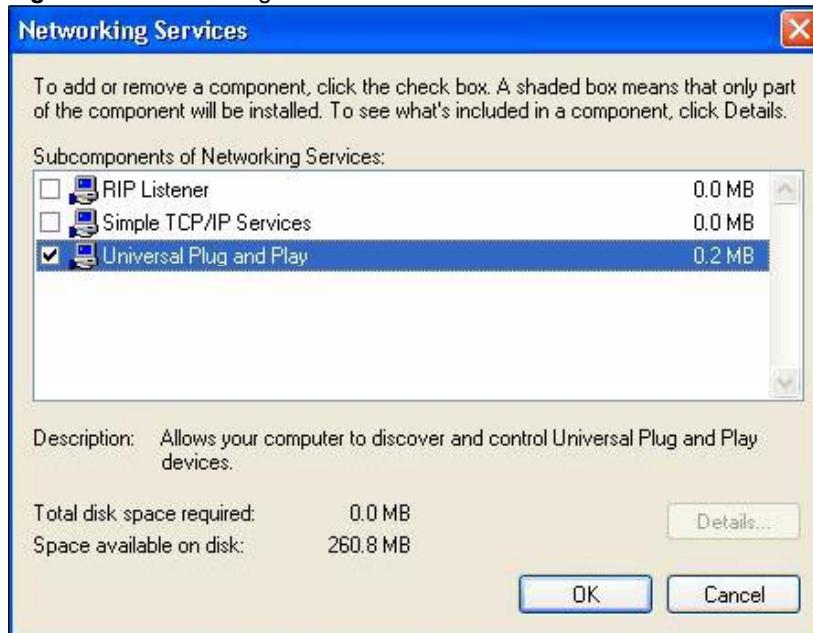 Networking Services
To add or remove a component, click the check box. A shaded box means that only part
of the component will be installed. To see what's included in a component, click Details.
Subcomponents of Networking Services:
RIP Listener 0.0 MB
Simple TCP/IP Services 0.0 MB
Universal Plug and Play 0.2 MB
Description: Allows your computer to discover and control Universal Plug and Play
devices.
Total disk space required: 0.0 MB
Details...
Space available on disk: 260.8 MB
OK Cancel